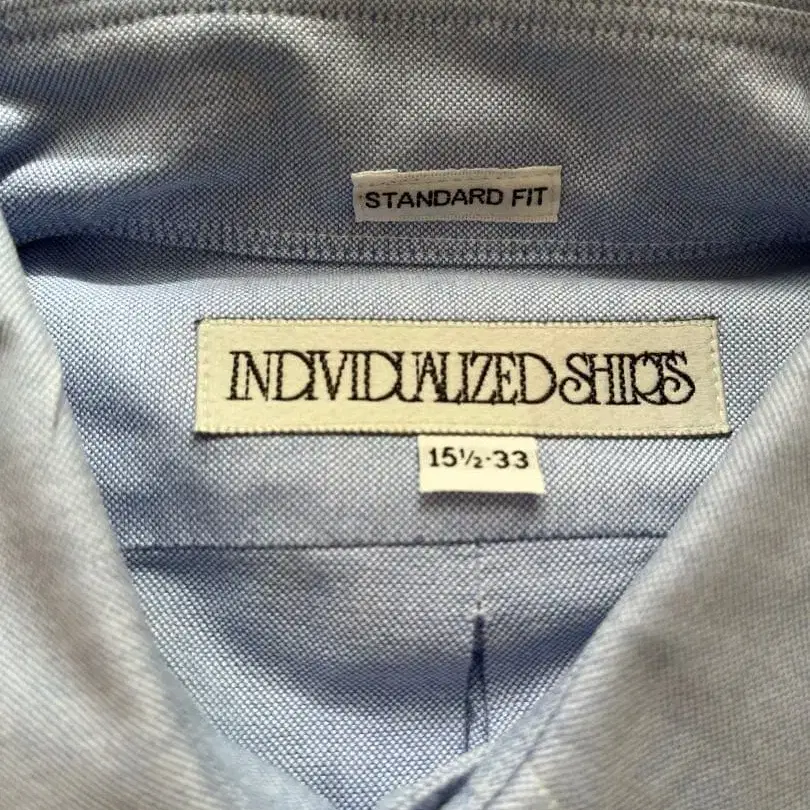 STANDARD FIT
INDIVIDUALIZED SHIRTS
15½-33